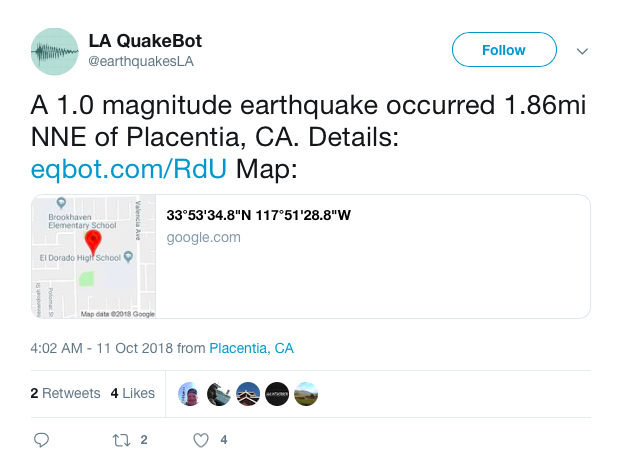 LA QuakeBot
@earthquakesLA
Follow
A 1.0 magnitude earthquake occurred 1.86mi
NNE of Placentia, CA. Details:
eqbot.com/RdU Map:
Brookhaven
Elementary School
Valencia Ave
El Dorado High School
Map data ©2018 Google
33°53'34.8"N 117°51'28.8"W
google.com
4:02 AM - 11 Oct 2018 from Placentia, CA
2 Retweets 4 Likes
2 4